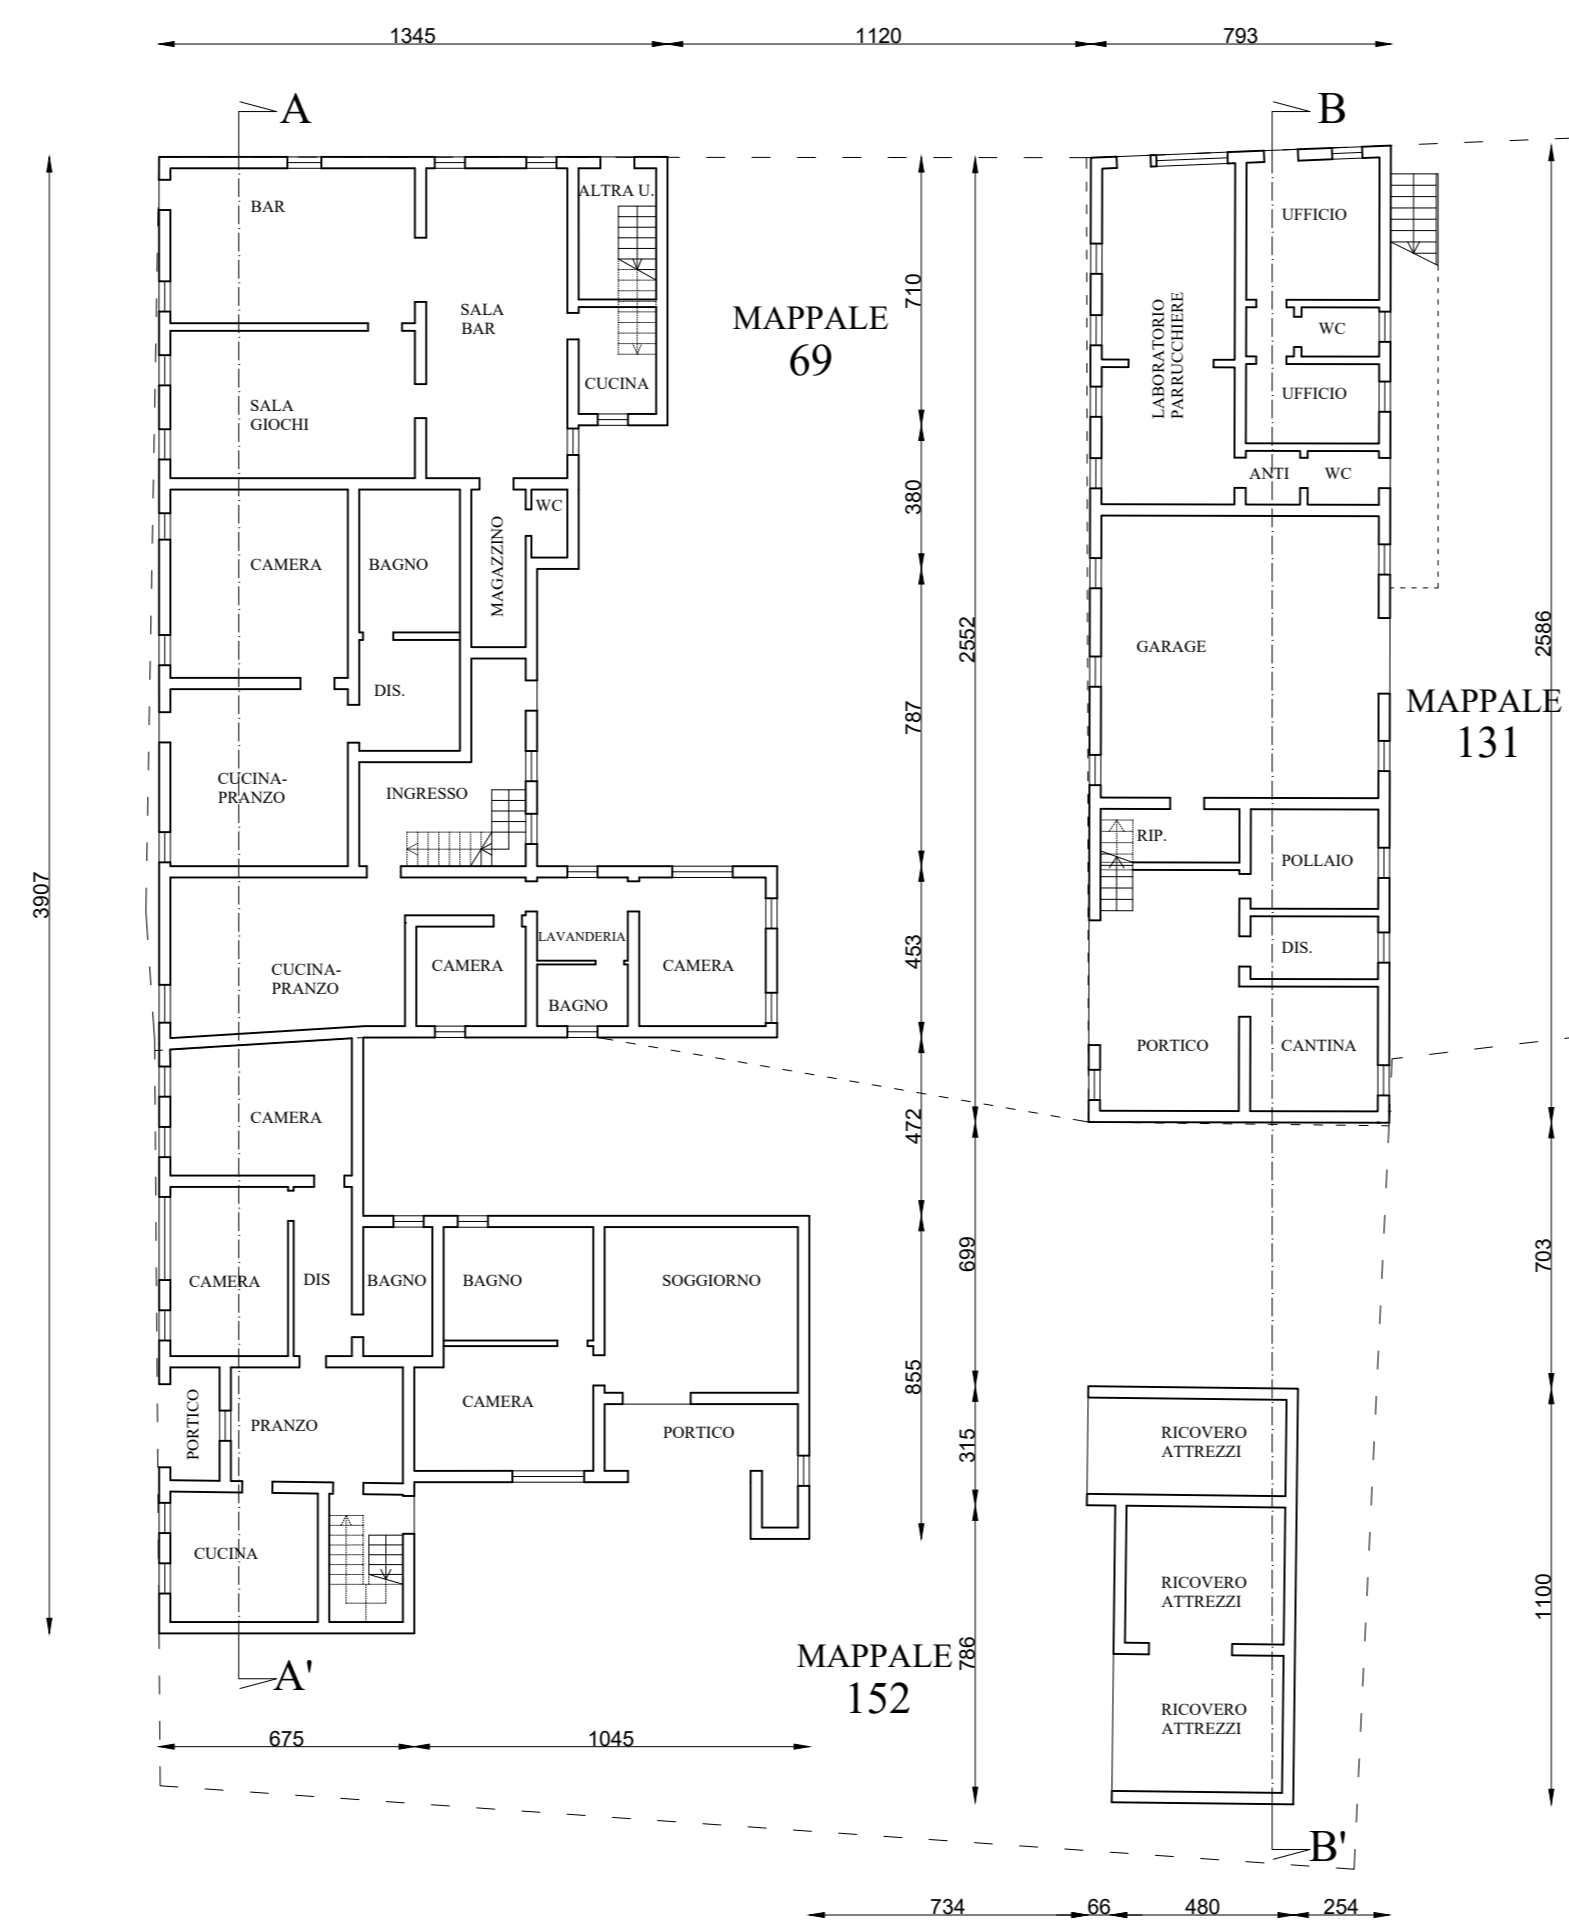 1345
1120
793
A
B
BAR
ALTRA U.
SALA
BAR
CUCINA
SALA
GIOCHI
WC
MAGAZZINO
CAMERA
BAGNO
DIS.
CUCINA-
PRANZO
INGRESSO
CUCINA-
PRANZO
CAMERA
LAVANDERIA
BAGNO
CAMERA
MAPPALE
69
710
380
787
453
472
855
2552
699
315
786
3907
UFFICIO
WC
LABORATORIO
PARRUCCHIERE
UFFICIO
ANTI
WC
GARAGE
RIP.
POLLAIO
DIS.
PORTICO
CANTINA
MAPPALE
131
2586
703
1100
CAMERA
CAMERA
DIS
BAGNO
BAGNO
SOGGIORNO
PORTICO
PRANZO
CAMERA
PORTICO
CUCINA
RICOVERO
ATTREZZI
RICOVERO
ATTREZZI
RICOVERO
ATTREZZI
MAPPALE
152
A'
B'
675
1045
734
66
480
254